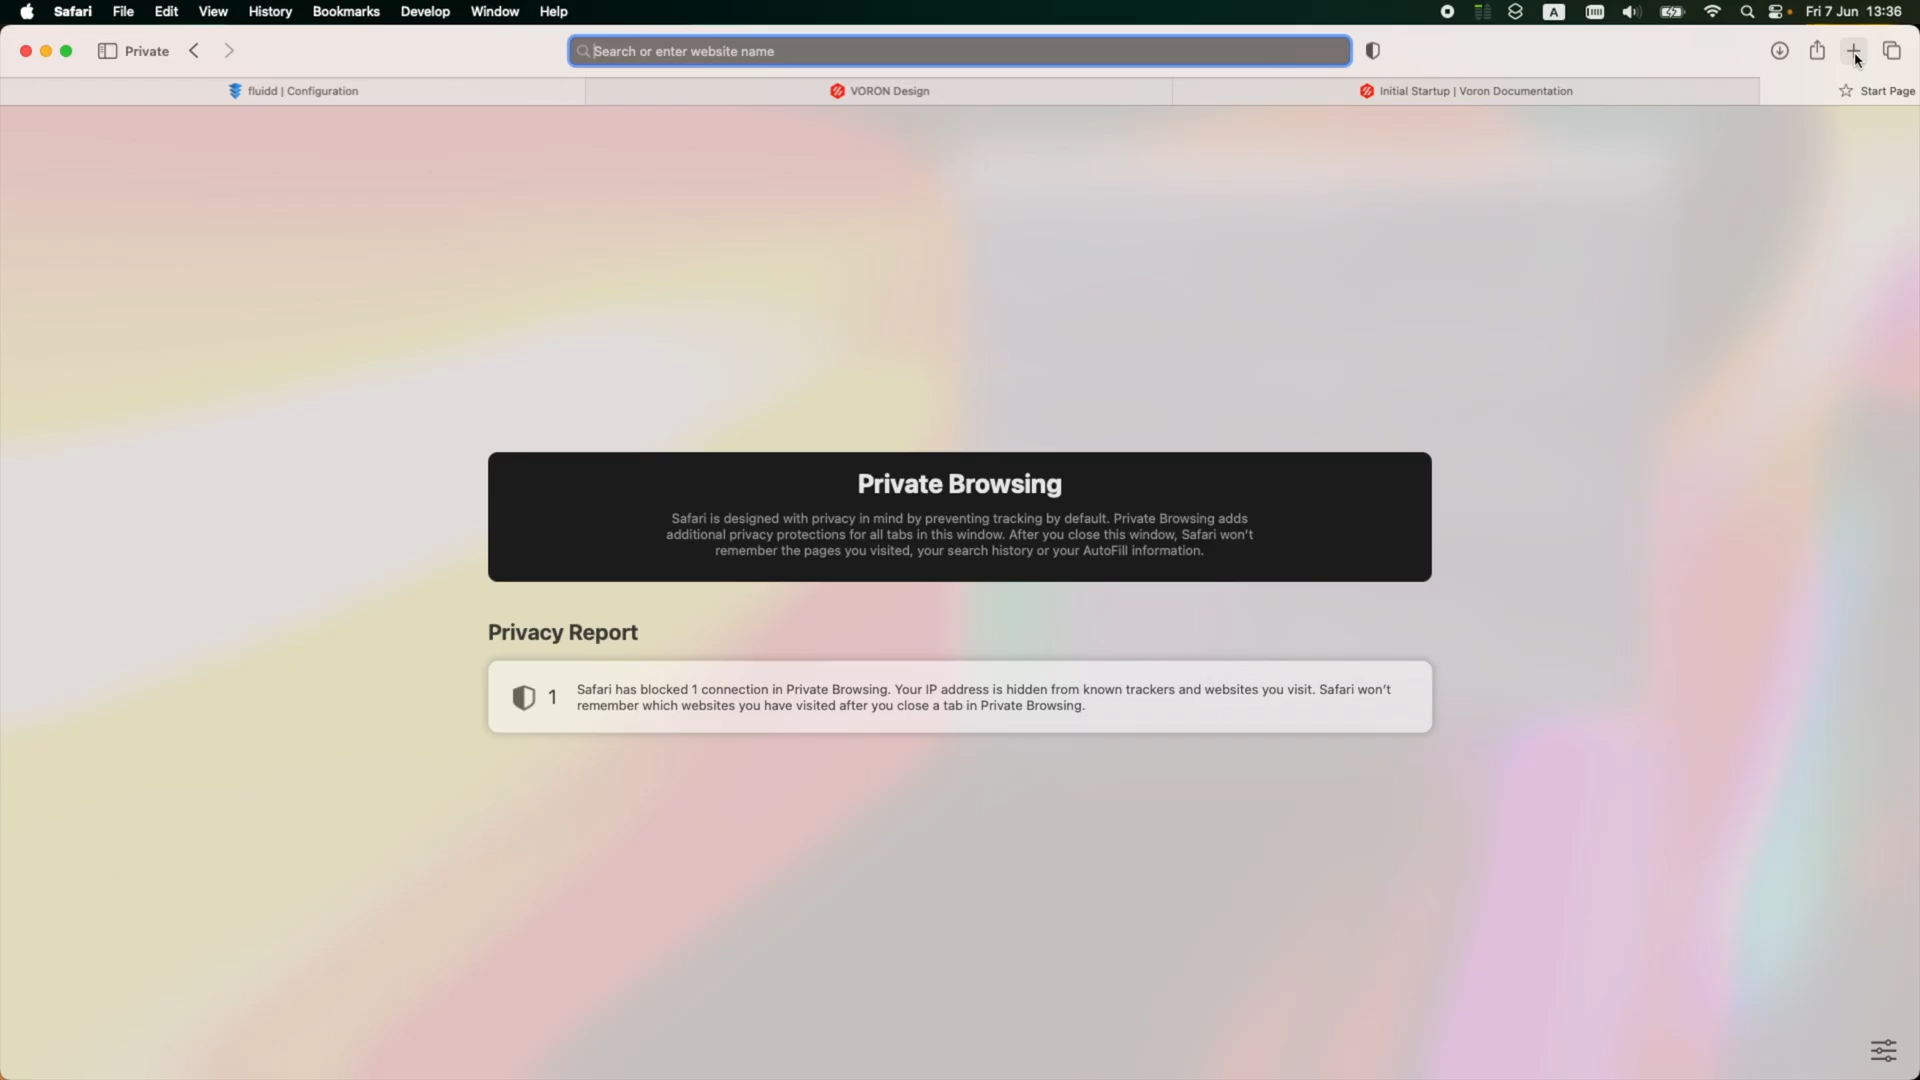 Safari File Edit View History Bookmarks Develop Window Help A Fri 7 Jun 13:36
Private Search or enter website name
fluidd | Configuration VORON Design Initial Startup | Voron Documentation Start Page
Private Browsing
Safari is designed with privacy in mind by preventing tracking by default. Private Browsing adds
additional privacy protections for all tabs in this window. After you close this window, Safari won't
remember the pages you visited, your search history or your AutoFill information.
Privacy Report
1 Safari has blocked 1 connection in Private Browsing. Your IP address is hidden from known trackers and websites you visit. Safari won't
remember which websites you have visited after you close a tab in Private Browsing.